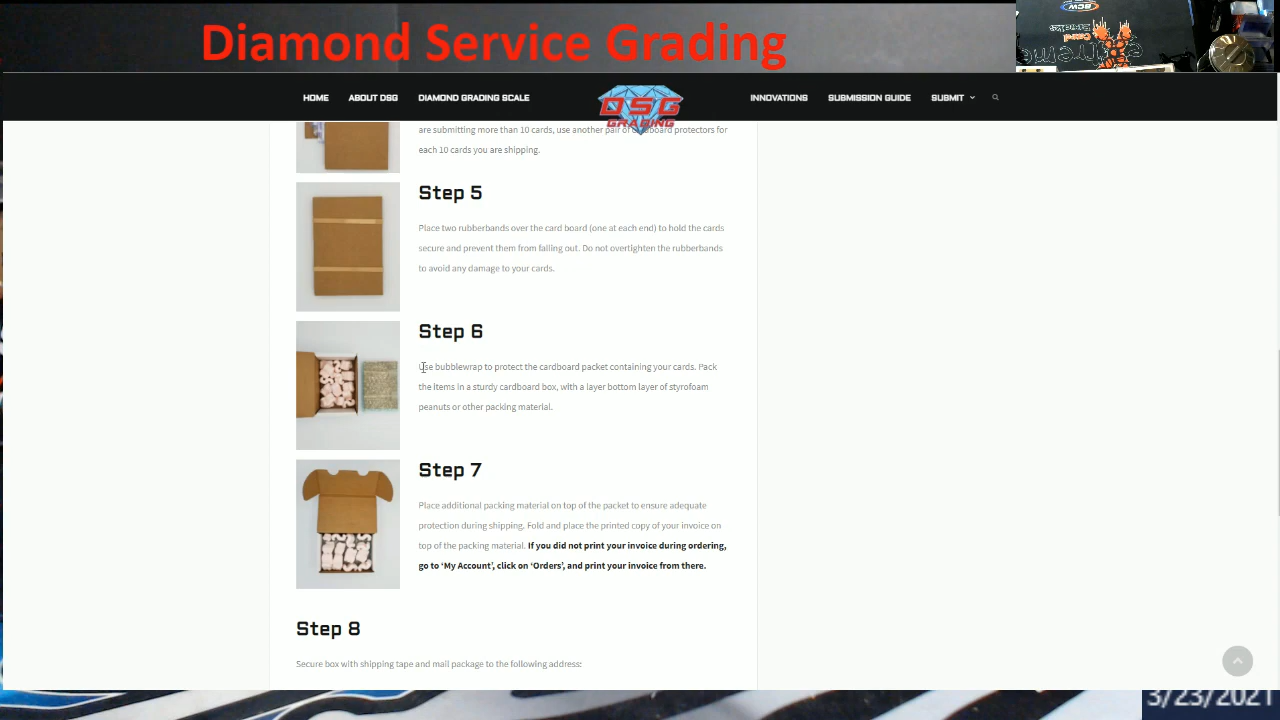 Diamond Service Grading
BCW
HOME
ABOUT DSG
DIAMOND GRADING SCALE
DSG
GRADING
INNOVATIONS
SUBMISSION GUIDE
SUBMIT
are submitting more than 10 cards, use another pair of cardboard protectors for
each 10 cards you are shipping.
Step 5
Place two rubberbands over the card board (one at each end) to hold the cards
secure and prevent them from falling out. Do not overtighten the rubberbands
to avoid any damage to your cards.
Step 6
Use bubblewrap to protect the cardboard packet containing your cards. Pack
the items in a sturdy cardboard box, with a layer bottom layer of styrofoam
peanuts or other packing material.
Step 7
Place additional packing material on top of the packet to ensure adequate
protection during shipping. Fold and place the printed copy of your invoice on
top of the packing material. If you did not print your invoice during ordering,
go to ‘My Account’, click on ‘Orders’, and print your invoice from there.
Step 8
Secure box with shipping tape and mail package to the following address:
3/23/2021